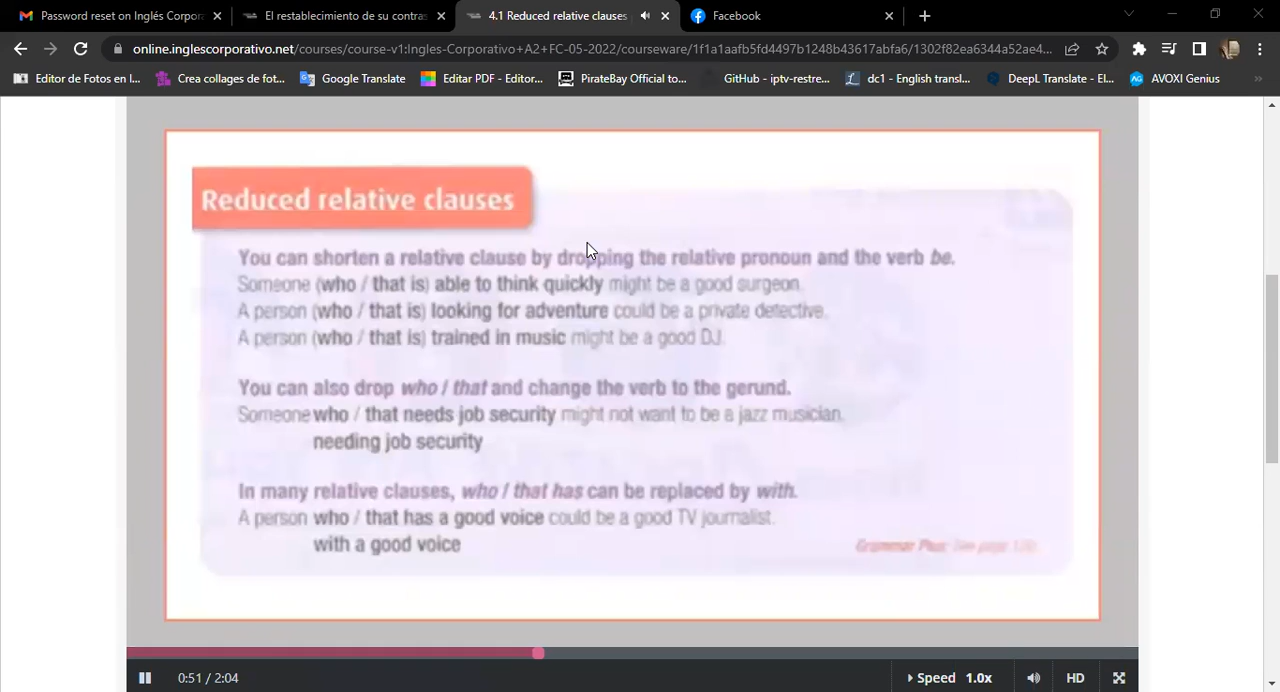 Password reset on Inglés Corpora
El restablecimiento de su contras
4.1 Reduced relative clauses
Facebook
online.inglescorporativo.net/courses/course-v1:Ingles-Corporativo+A2+FC-05-2022/courseware/1f1a1aafb5fd4497b1248b43617abfa6/1302f82ea6344a52ae4...
Editor de Fotos en l...
Crea collages de fot...
Google Translate
Editar PDF - Editor...
PirateBay Official to...
GitHub - iptv-restre...
dc1 - English transl...
DeepL Translate - El...
AVOXI Genius
»
Reduced relative clauses
You can shorten a relative clause by dropping the relative pronoun and the verb be.
Someone (who / that is) able to think quickly might be a good surgeon.
A person (who / that is) looking for adventure could be a private detective.
A person (who / that is) trained in music might be a good DJ.
You can also drop who / that and change the verb to the gerund.
Someone who / that needs job security might not want to be a jazz musician.
needing job security
In many relative clauses, who / that has can be replaced by with.
A person who / that has a good voice could be a good TV journalist.
with a good voice
Grammar Plus: See page
0:51 / 2:04
Speed 1.0x
HD